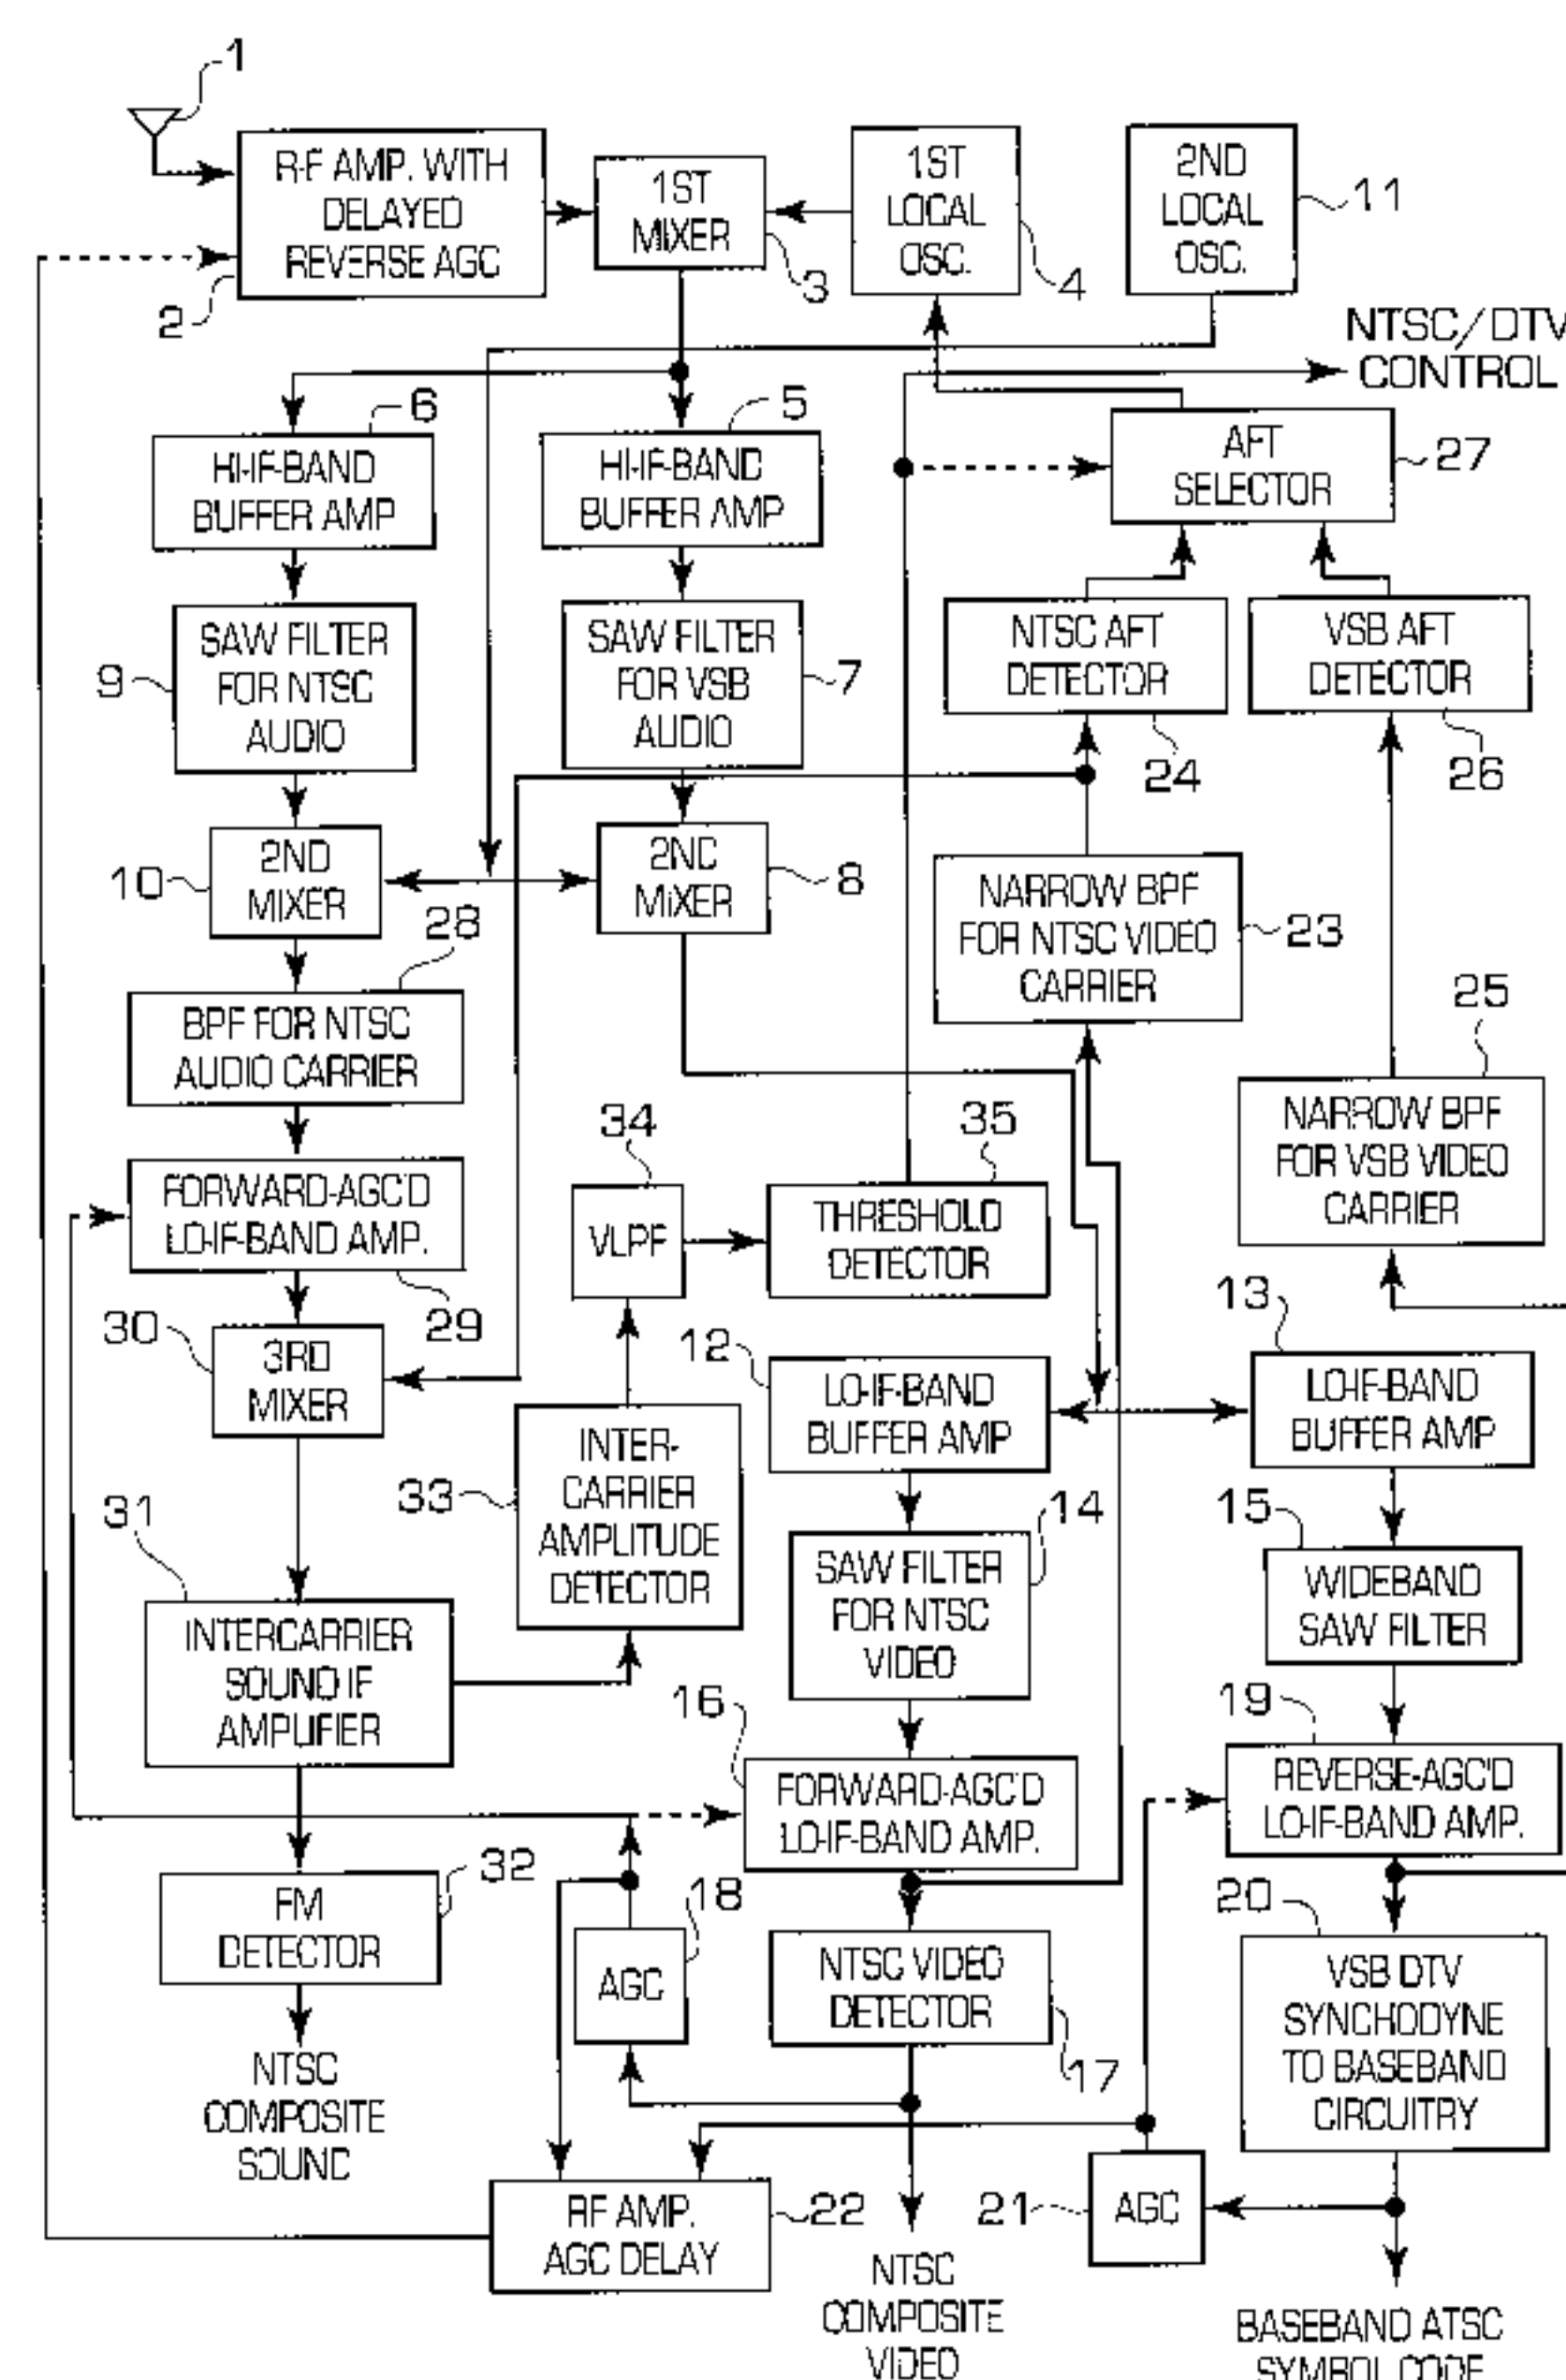 1
R-F AMP. WITH
DELAYED
REVERSE AGC
2
1ST
MIXER
3
1ST
LOCAL
OSC.
4
2ND
LOCAL
OSC.
11
NTSC/DTV
CONTROL
6
HI-IF-BAND
BUFFER AMP
5
HI-IF-BAND
BUFFER AMP
AFT
SELECTOR
27
9
SAW FILTER
FOR NTSC
AUDIO
SAW FILTER
FOR VSB
AUDIO
7
NTSC AFT
DETECTOR
24
VSB AFT
DETECTOR
26
10
2ND
MIXER
2ND
MIXER
8
NARROW BPF
FOR NTSC VIDEO
CARRIER
23
28
BPF FOR NTSC
AUDIO CARRIER
25
NARROW BPF
FOR VSB VIDEO
CARRIER
FORWARD-AGC'D
LO-IF-BAND AMP.
29
34
VLPF
35
THRESHOLD
DETECTOR
30
3RD
MIXER
12
LO-IF-BAND
BUFFER AMP
13
LO-IF-BAND
BUFFER AMP
33
INTER-
CARRIER
AMPLITUDE
DETECTOR
14
SAW FILTER
FOR NTSC
VIDEO
15
WIDEBAND
SAW FILTER
31
INTERCARRIER
SOUND IF
AMPLIFIER
16
FORWARD-AGC'D
LO-IF-BAND AMP.
19
REVERSE-AGC'D
LO-IF-BAND AMP.
32
FM
DETECTOR
18
AGC
NTSC VIDEO
DETECTOR
17
20
VSB DTV
SYNCHODYNE
TO BASEBAND
CIRCUITRY
NTSC
COMPOSITE
SOUND
RF AMP.
AGC DELAY
22
21
AGC
NTSC
COMPOSITE
VIDEO
BASEBAND ATSC
SYMBOL CODE